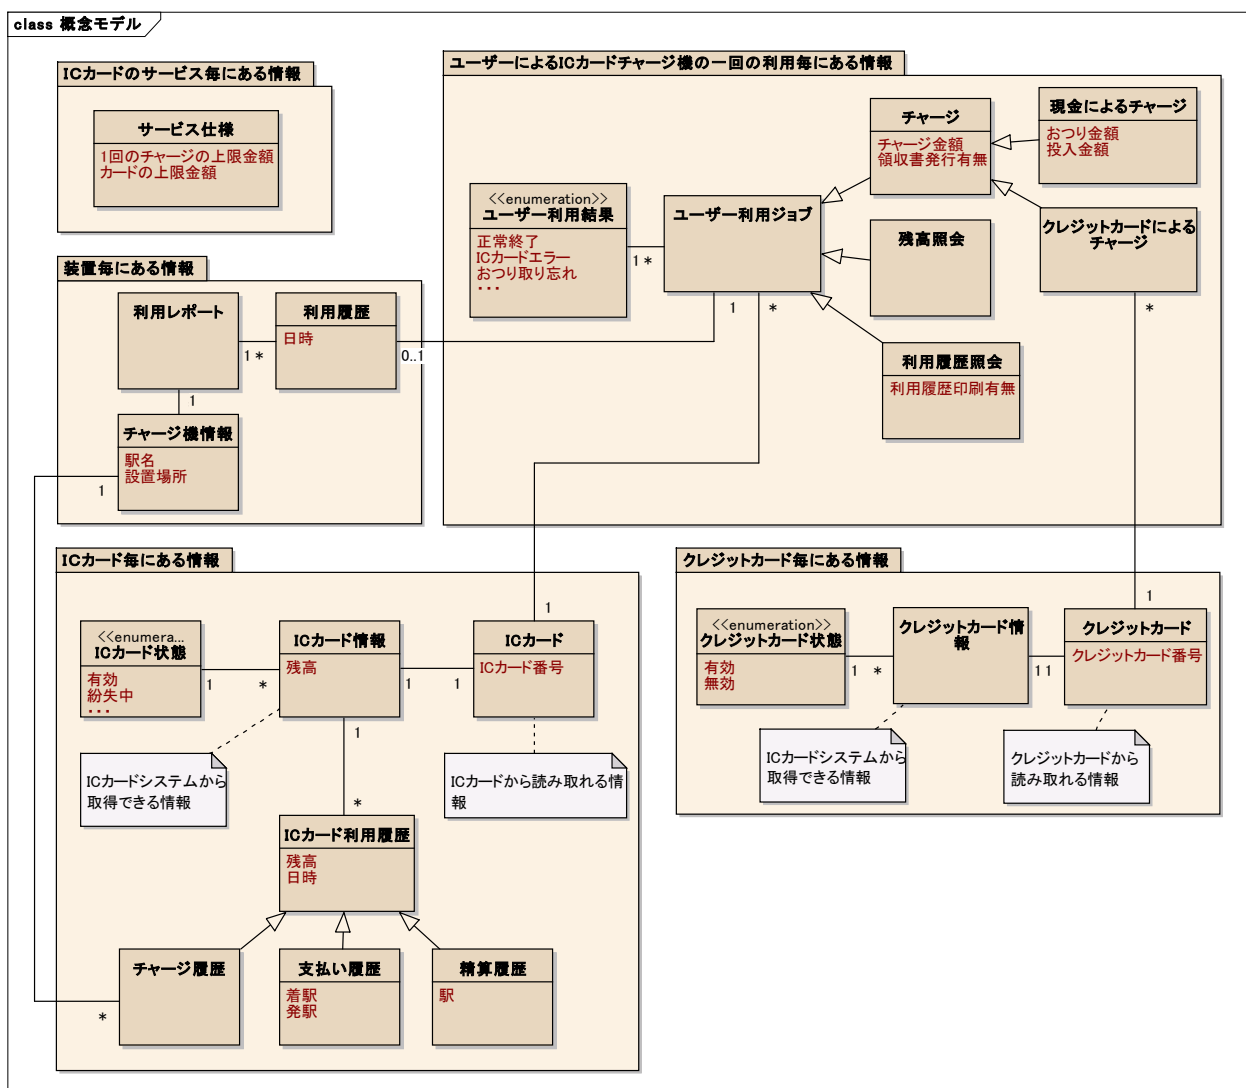 class 概念モデル
ICカードのサービス毎にある情報
サービス仕様
1回のチャージの上限金額
カードの上限金額
ユーザーによるICカードチャージ機の一回の利用毎にある情報
チャージ
チャージ金額
領収書発行有無
現金によるチャージ
おつり金額
投入金額
<<enumeration>>
ユーザー利用結果
正常終了
ICカードエラー
おつり取り忘れ
・・・
1
*
ユーザー利用ジョブ
1
*
残高照会
クレジットカードによる
チャージ
*
利用履歴照会
利用履歴印刷有無
装置毎にある情報
利用レポート
1
*
利用履歴
日時
0..1
1
チャージ機情報
駅名
設置場所
1
ICカード毎にある情報
<<enumera...
ICカード状態
有効
紛失中
・・・
1
*
ICカード情報
残高
1
1
1
ICカード
ICカード番号
1
ICカードシステムから
取得できる情報
ICカードから読み取れる情
報
*
ICカード利用履歴
残高
日時
チャージ履歴
*
支払い履歴
着駅
発駅
精算履歴
駅
クレジットカード毎にある情報
<<enumeration>>
クレジットカード状態
有効
無効
1
*
クレジットカード情
報
1
1
1
クレジットカード
クレジットカード番号
ICカードシステムから
取得できる情報
クレジットカードから
読み取れる情報